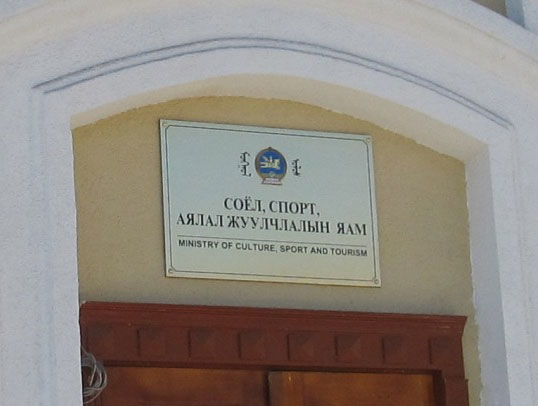 СОЁЛ, СПОРТ,
АЯЛАЛ ЖУУЛЧЛАЛЫН ЯАМ
MINISTRY OF CULTURE, SPORT AND TOURISM